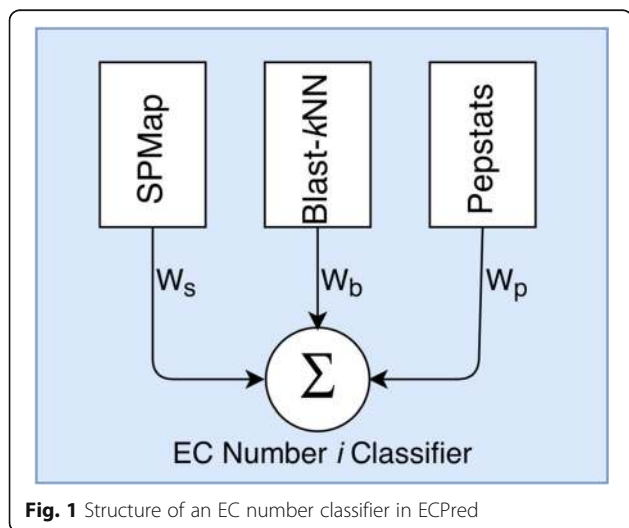 SPMap
Blast-kNN
Pepstats
Ws
Wb
Wp
Σ
EC Number i Classifier
Fig. 1 Structure of an EC number classifier in ECPred